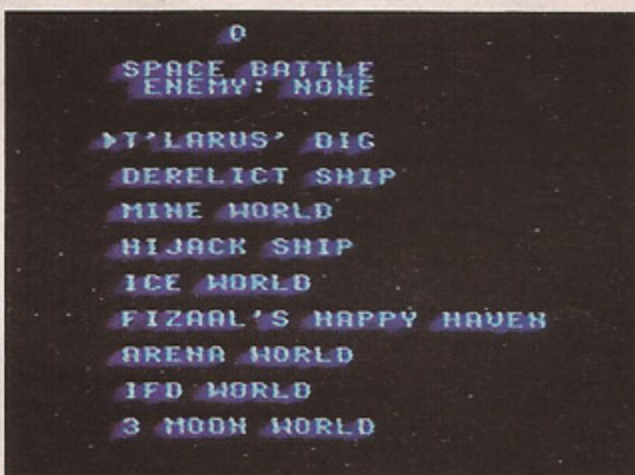 0
SPACE BATTLE
ENEMY: NONE
T'LARUS' DIG
DERELICT SHIP
MINE WORLD
HIJACK SHIP
ICE WORLD
FIZAAL'S HAPPY HAVEN
ARENA WORLD
IFD WORLD
3 MOON WORLD